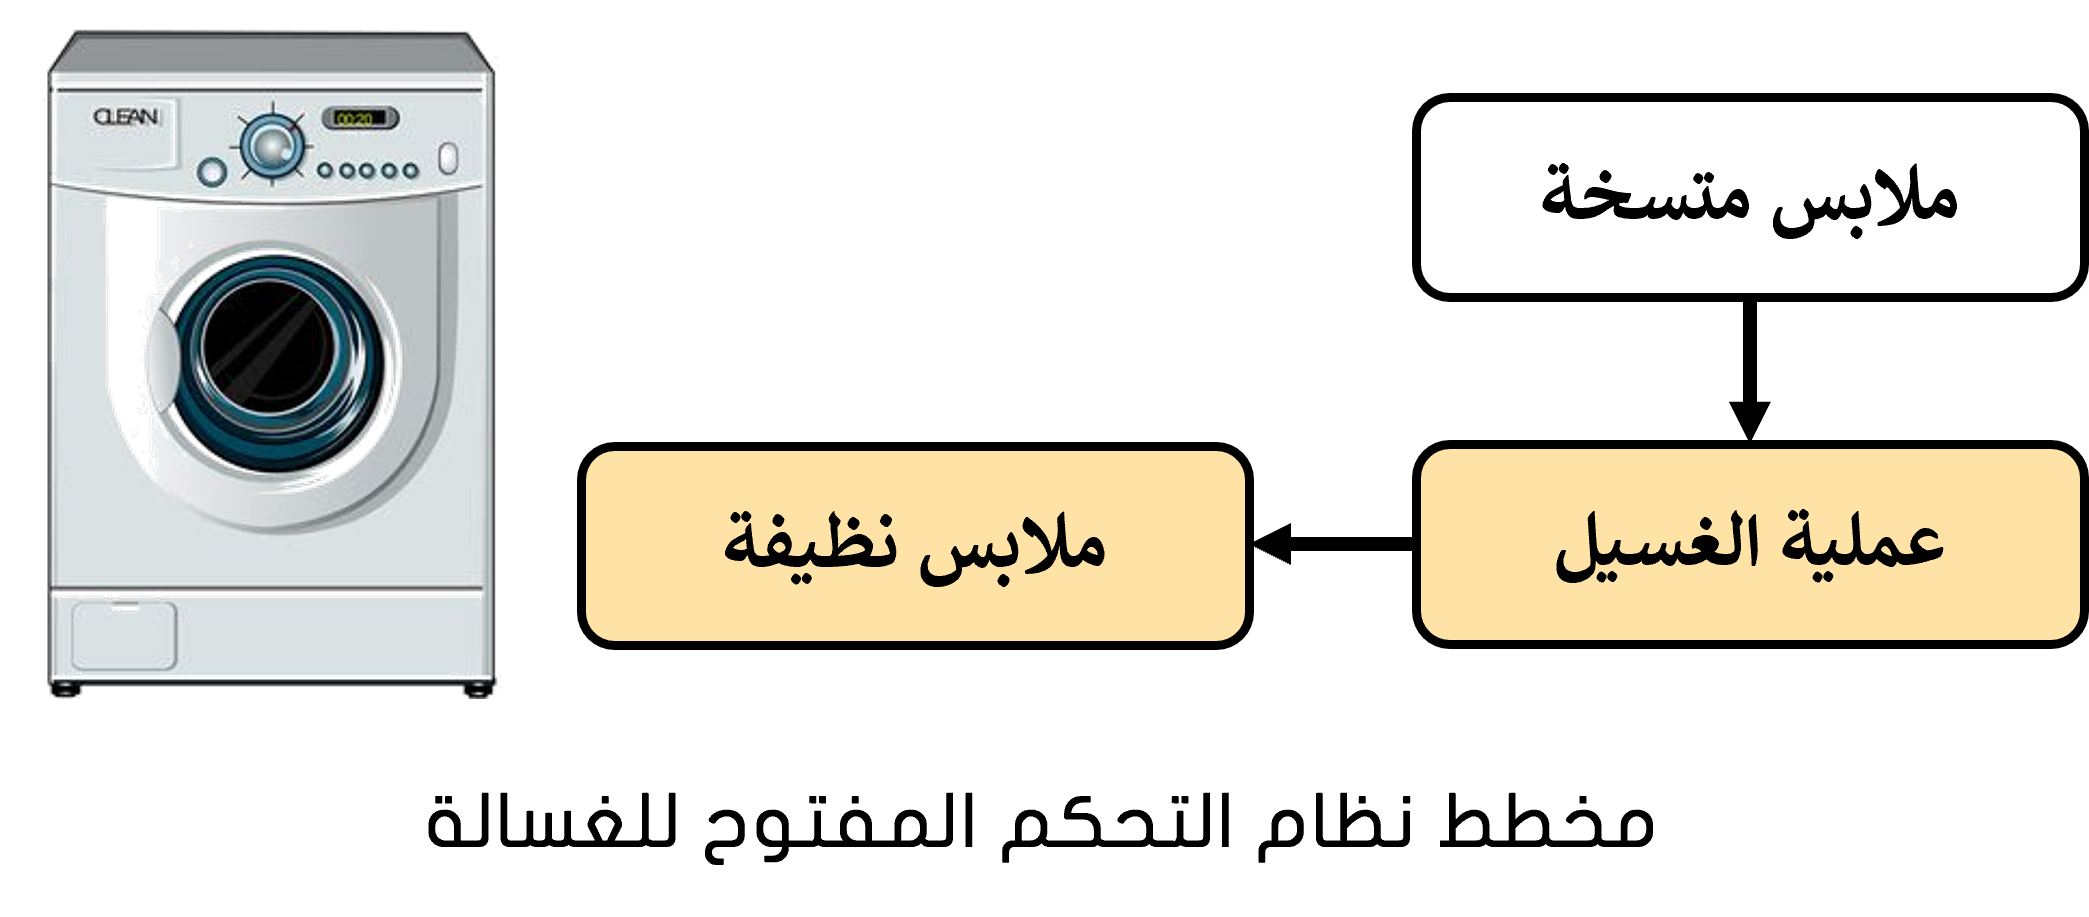 CLEAN
00:20
ملابس متسخة
عملية الغسيل
ملابس نظيفة
مخطط نظام التحكم المفتوح للغسالة